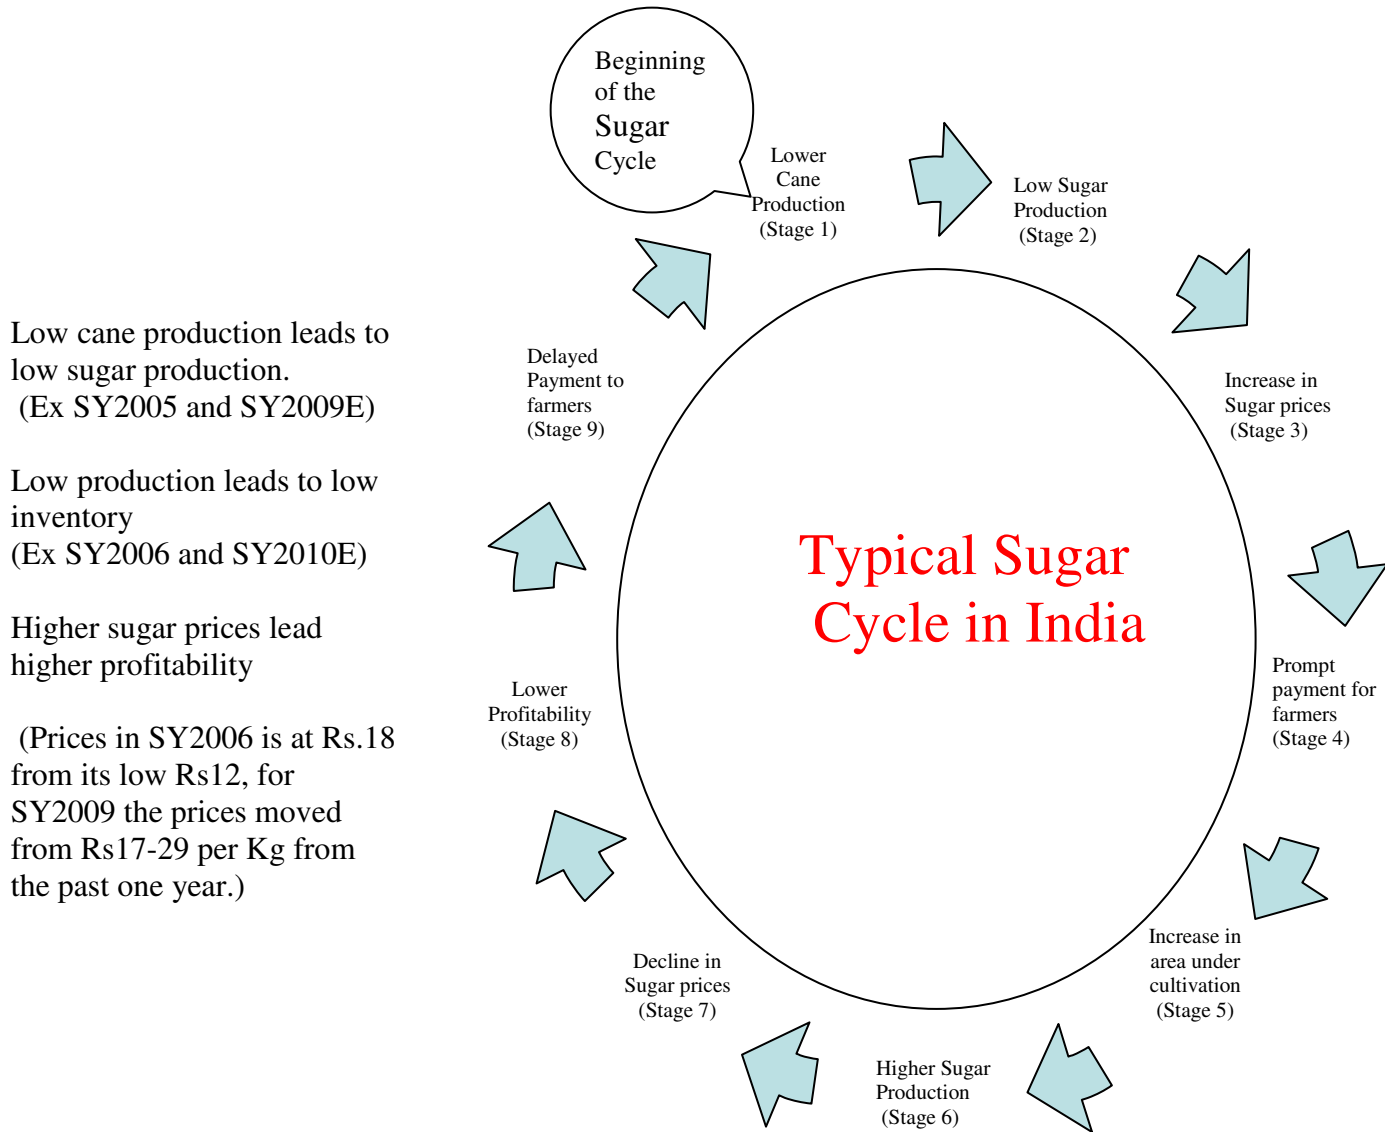 Beginning
of the
Sugar
Cycle
Lower
Cane
Production
(Stage 1)
Low Sugar
Production
(Stage 2)
Increase in
Sugar prices
(Stage 3)
Prompt
payment for
farmers
(Stage 4)
Increase in
area under
cultivation
(Stage 5)
Higher Sugar
Production
(Stage 6)
Decline in
Sugar prices
(Stage 7)
Lower
Profitability
(Stage 8)
Delayed
Payment to
farmers
(Stage 9)
Typical Sugar
Cycle in India
Low cane production leads to
low sugar production.
(Ex SY2005 and SY2009E)
Low production leads to low
inventory
(Ex SY2006 and SY2010E)
Higher sugar prices lead
higher profitability
(Prices in SY2006 is at Rs.18
from its low Rs12, for
SY2009 the prices moved
from Rs17-29 per Kg from
the past one year.)